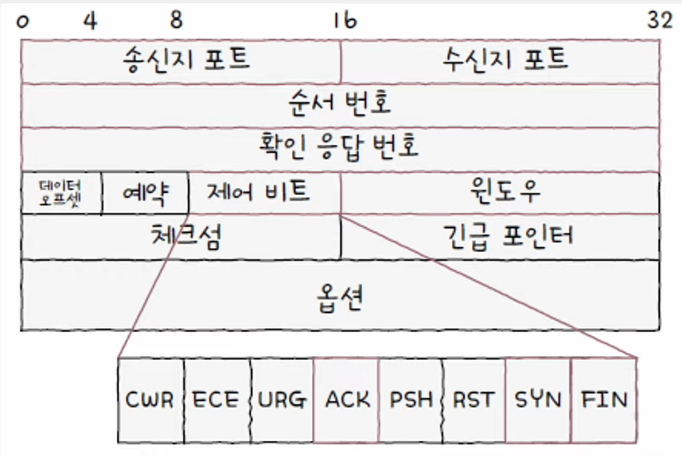 0 4 8 16 32
송신지 포트 수신지 포트
순서 번호
확인 응답 번호
데이터
오프셋 예약 제어 비트 윈도우
체크섬 긴급 포인터
옵션
CWR ECE URG ACK PSH RST SYN FIN